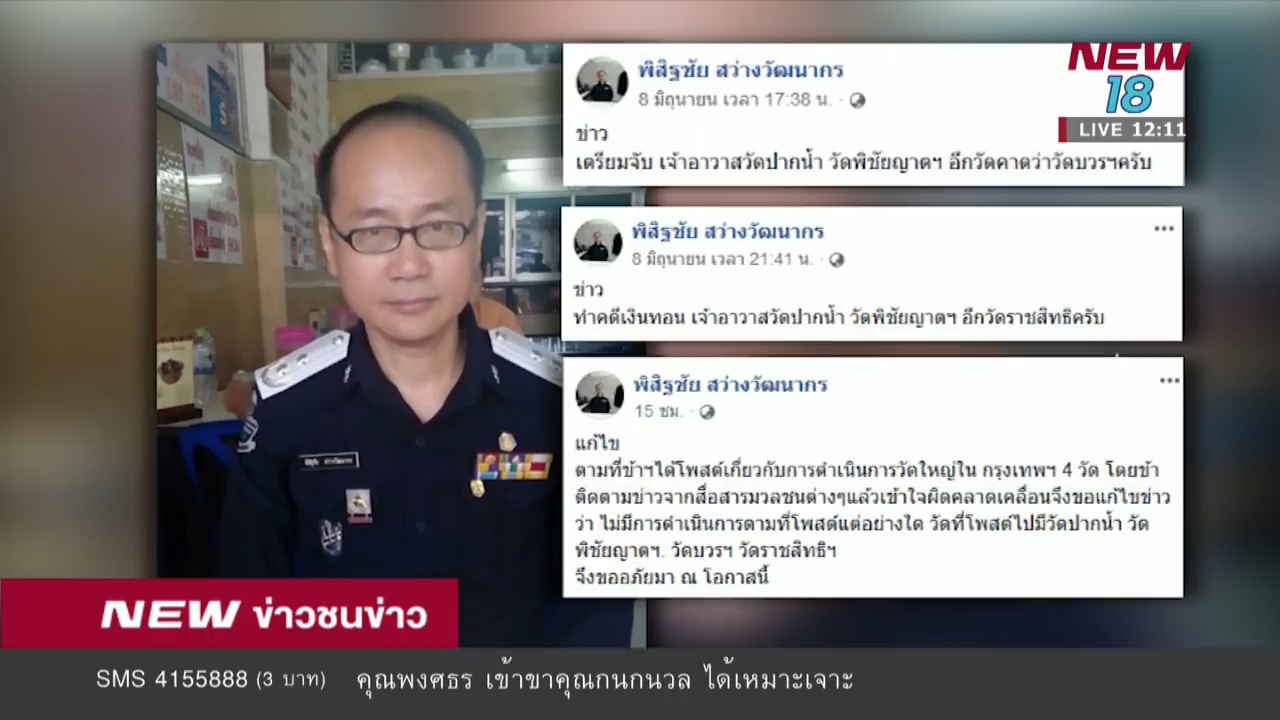 NEW
18
LIVE 12:11
พิสิฐชัย สว่างวัฒนากร
8 มิถุนายน เวลา 17:38 น. ·
ข่าว
เตรียมจับ เจ้าอาวาสวัดปากน้ำ วัดพิชัยญาตฯ อีกวัดคาดว่าวัดบวรฯครับ
พิสิฐชัย สว่างวัฒนากร
8 มิถุนายน เวลา 21:41 น. ·
ข่าว
ทำคดีเงินทอน เจ้าอาวาสวัดปากน้ำ วัดพิชัยญาตฯ อีกวัดราชสิทธิครับ
พิสิฐชัย สว่างวัฒนากร
15 ชม. ·
แก้ไข
ตามที่ข้าฯได้โพสต์เกี่ยวกับการดำเนินการวัดใหญ่ใน กรุงเทพฯ 4 วัด โดยข้า
ติดตามข่าวจากสื่อสารมวลชนต่างๆแล้วเข้าใจผิดคลาดเคลื่อนจึงขอแก้ไขข่าว
ว่า ไม่มีการดำเนินการตามที่โพสต์แต่อย่างใด วัดที่โพสต์ไปมีวัดปากน้ำ วัด
พิชัยญาตฯ. วัดบวรฯ วัดราชสิทธิฯ
จึงขออภัยมา ณ โอกาสนี้
NEW ข่าวชนข่าว
SMS 4155888 (3 บาท) คุณพงศธร เข้าขาคุณกนกนวล ได้เหมาะเจาะ